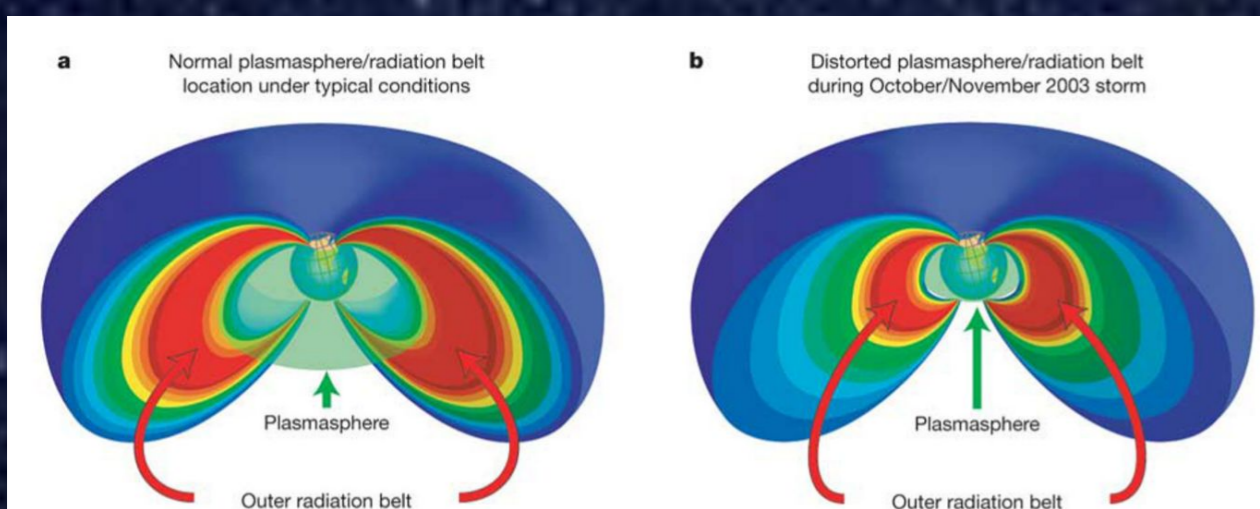 a
Normal plasmasphere/radiation belt
location under typical conditions
Plasmasphere
Outer radiation belt
b
Distorted plasmasphere/radiation belt
during October/November 2003 storm
Plasmasphere
Outer radiation belt